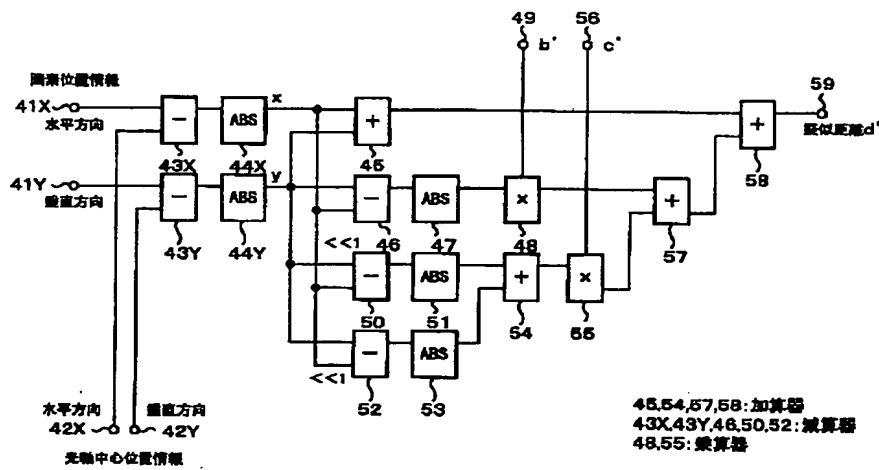 49
56
b'
c'
画素位置情報
41X
水平方向
ABS
x
43X
44X
+
45
+
59
疑似距離d'
58
41Y
垂直方向
ABS
y
43Y
44Y
<<1
46
ABS
47
×
48
+
57
50
ABS
51
+
54
×
55
<<1
52
ABS
53
水平方向
垂直方向
42X
42Y
光軸中心位置情報
45,54,57,58:加算器
43X,43Y,46,50,52:減算器
48,55:乗算器